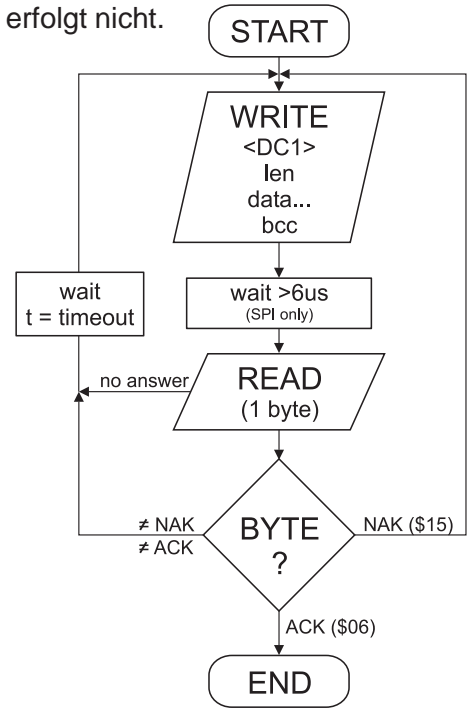 erfolgt nicht.
START
WRITE
<DC1>
len
data...
bcc
wait
t = timeout
wait >6us
(SPI only)
no answer
READ
(1 byte)
≠ NAK
≠ ACK
BYTE
?
NAK ($15)
ACK ($06)
END